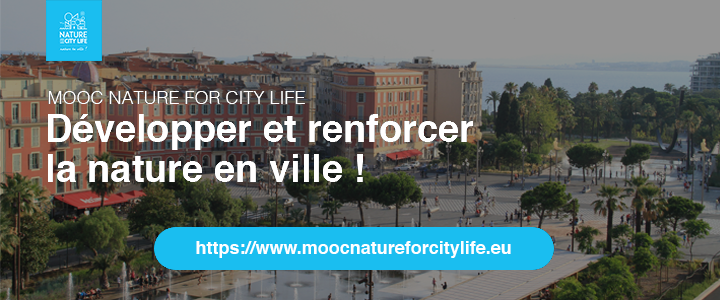 NATURE
FOR CITY LIFE
MOOC NATURE FOR CITY LIFE
Développer et renforcer
la nature en ville !
https://www.moocnatureforcitylife.eu